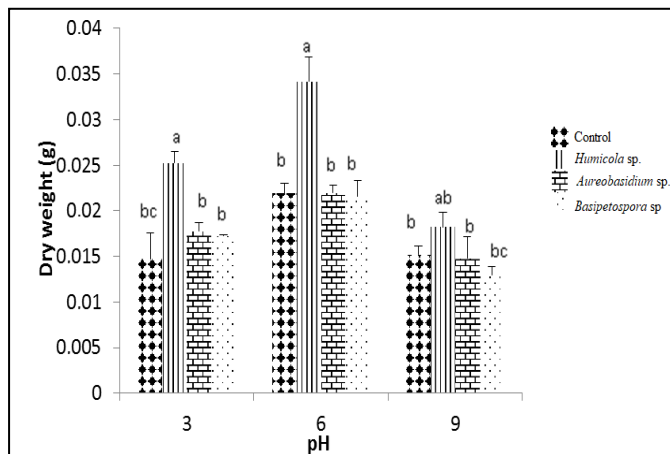 Dry weight (g)
0.04
0.035
0.03
0.025
0.02
0.015
0.01
0.005
0
bc
a
b
b
b
a
b
b
b
ab
b
bc
3
6
9
pH
Control
Humicola sp.
Aureobasidium sp.
Basipetospora sp